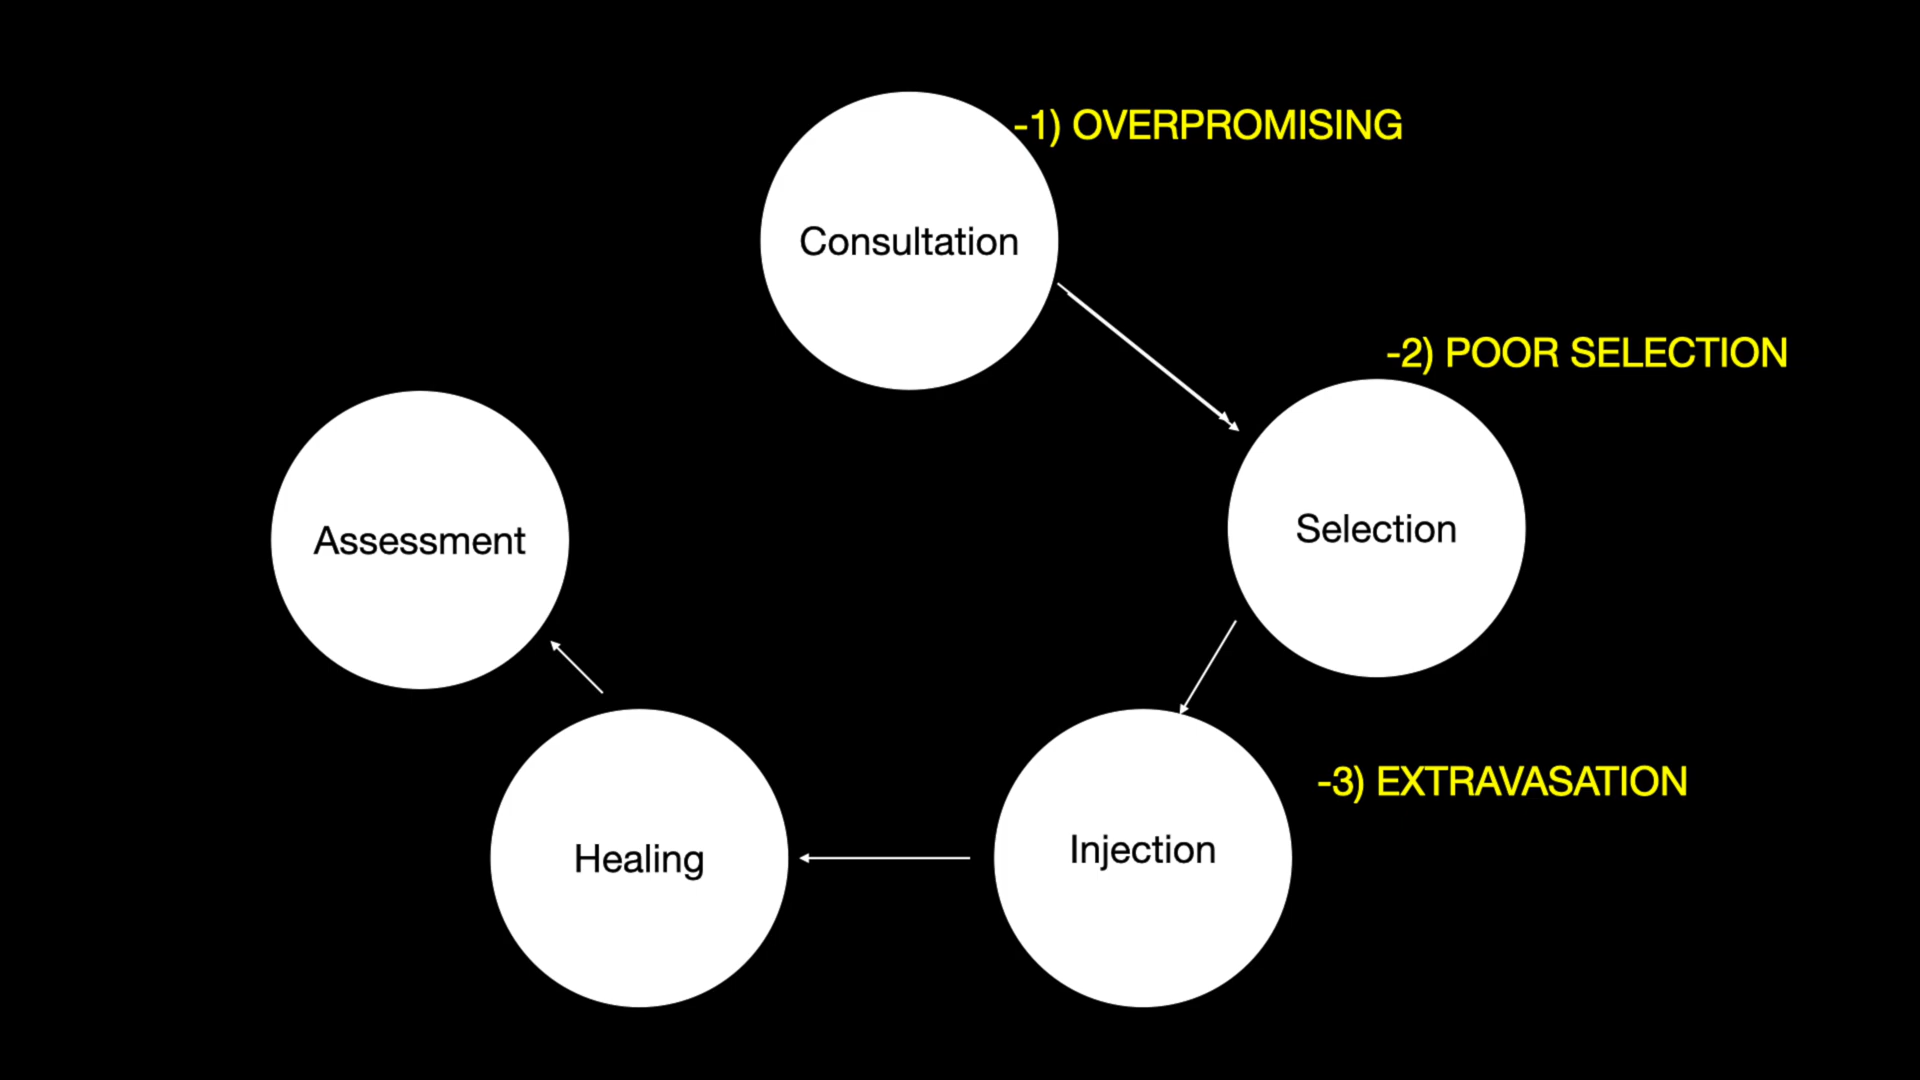 -1) OVERPROMISING
Consultation
-2) POOR SELECTION
Selection
Assessment
-3) EXTRAVASATION
Injection
Healing